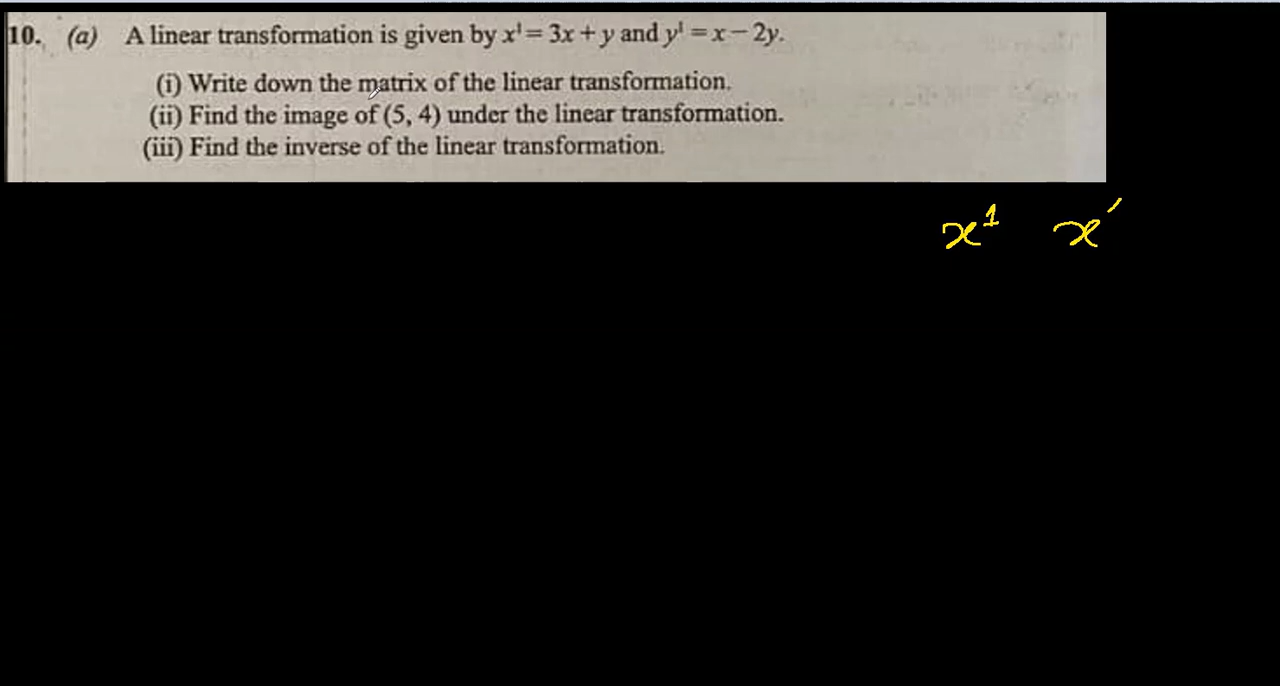 10. (a) A linear transformation is given by x¹ = 3x + y and y¹ = x − 2y.
(i) Write down the matrix of the linear transformation.
(ii) Find the image of (5, 4) under the linear transformation.
(iii) Find the inverse of the linear transformation.
x¹ x′